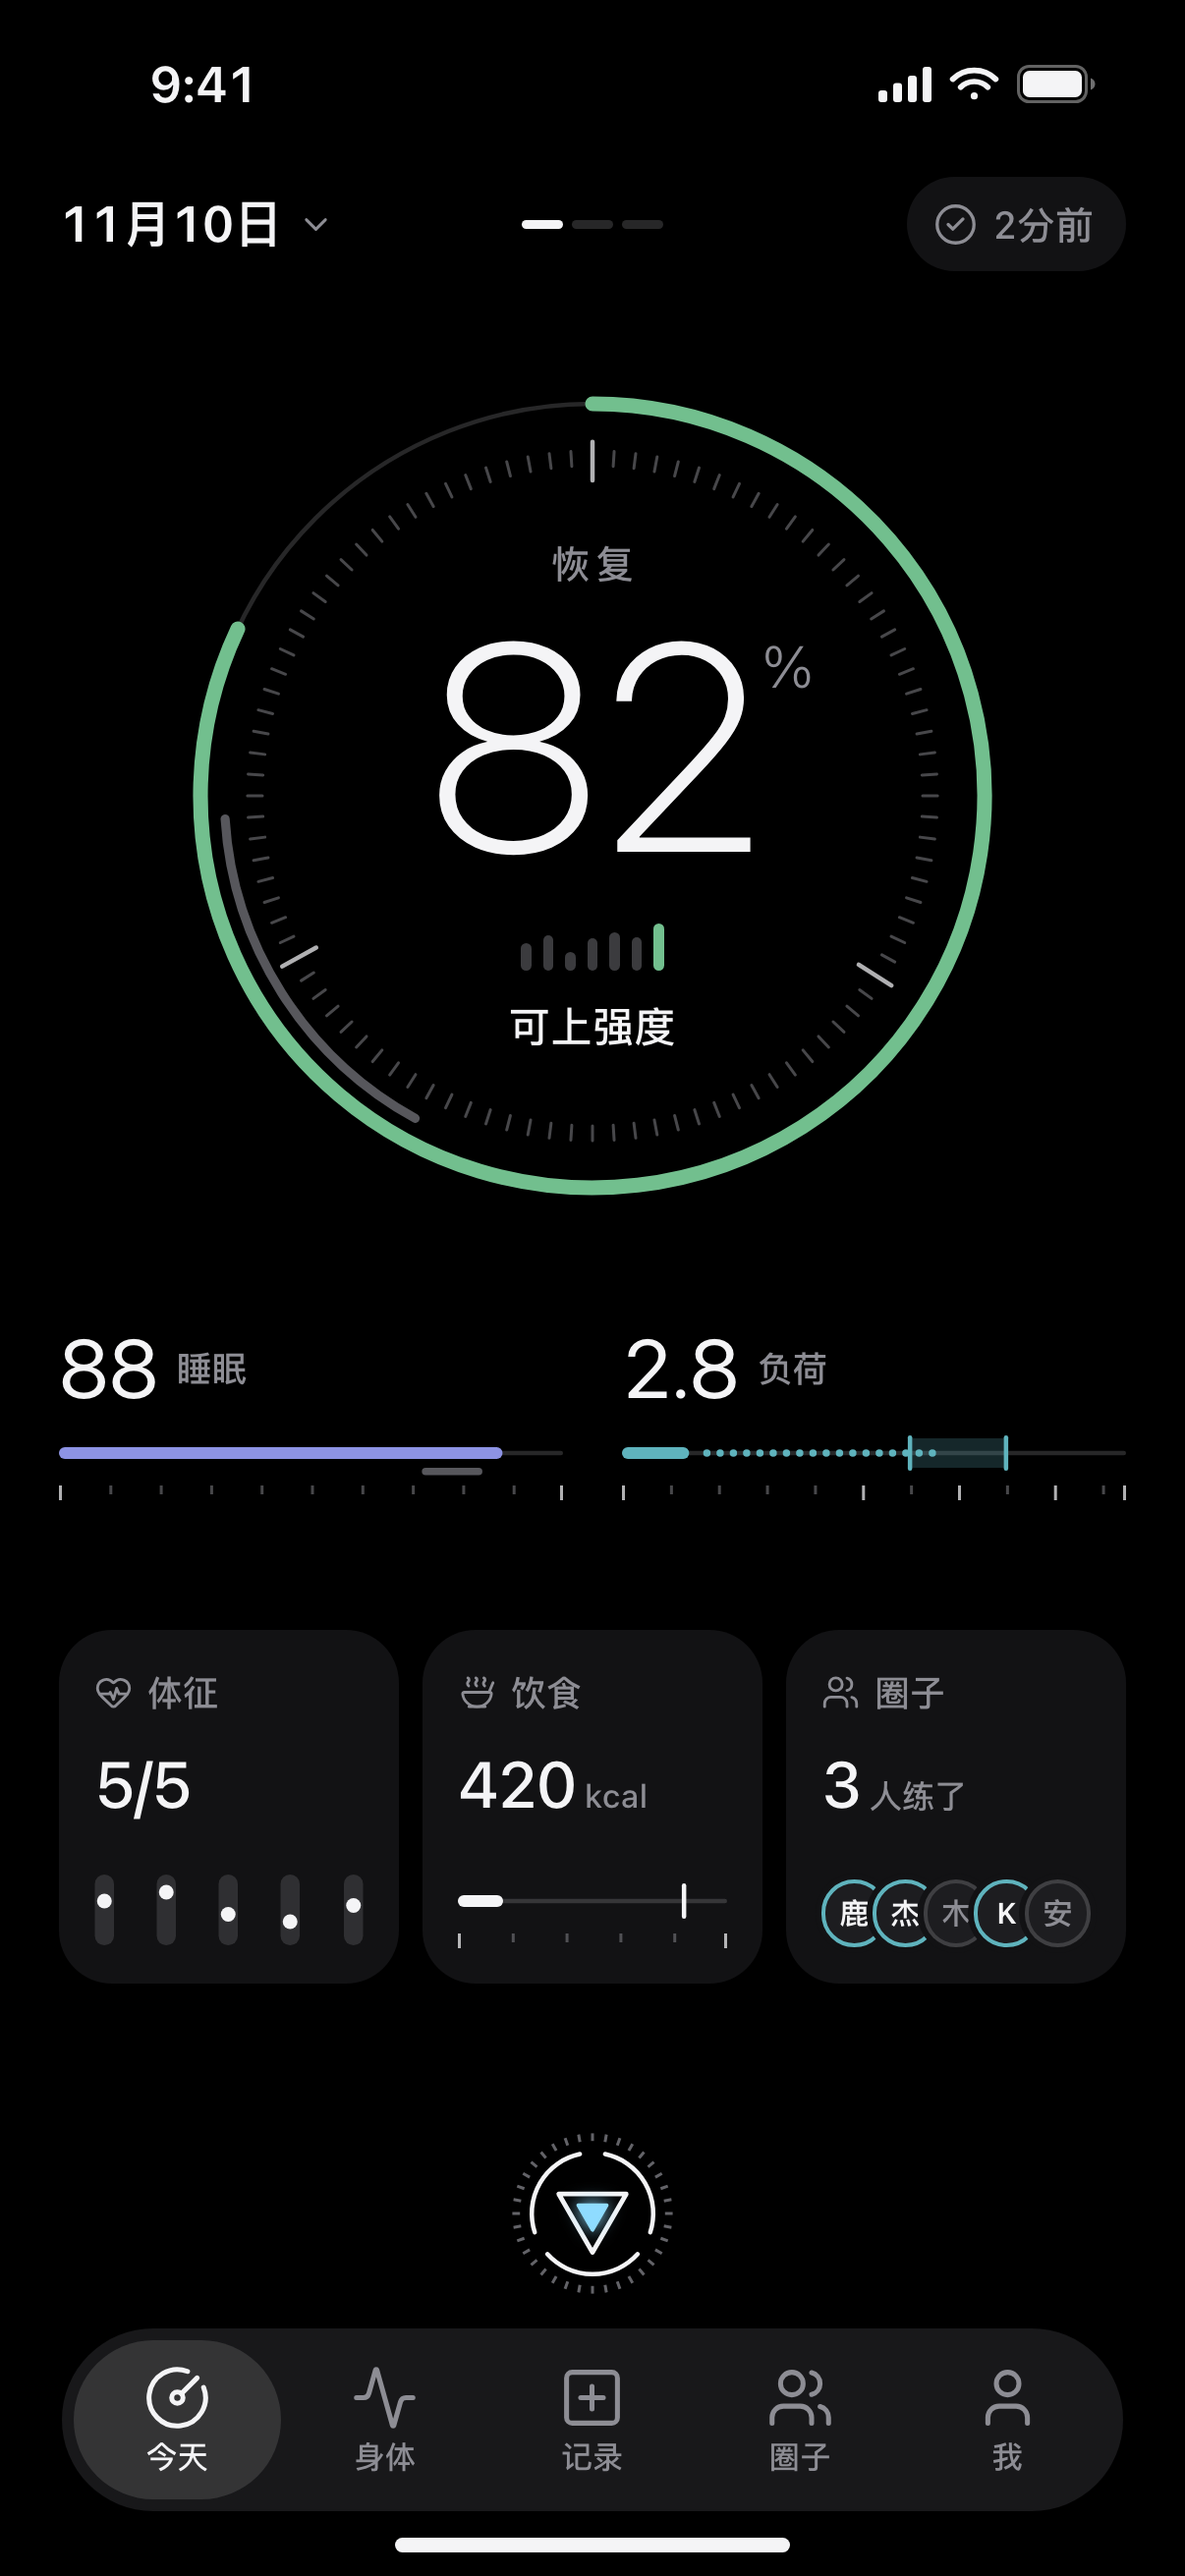 9:41
11月10日
2分前
恢复
82%
可上强度
88 睡眠
2.8 负荷
体征
5/5
饮食
420 kcal
圈子
3 人练了
鹿 杰 木 K 安
今天
身体
记录
圈子
我